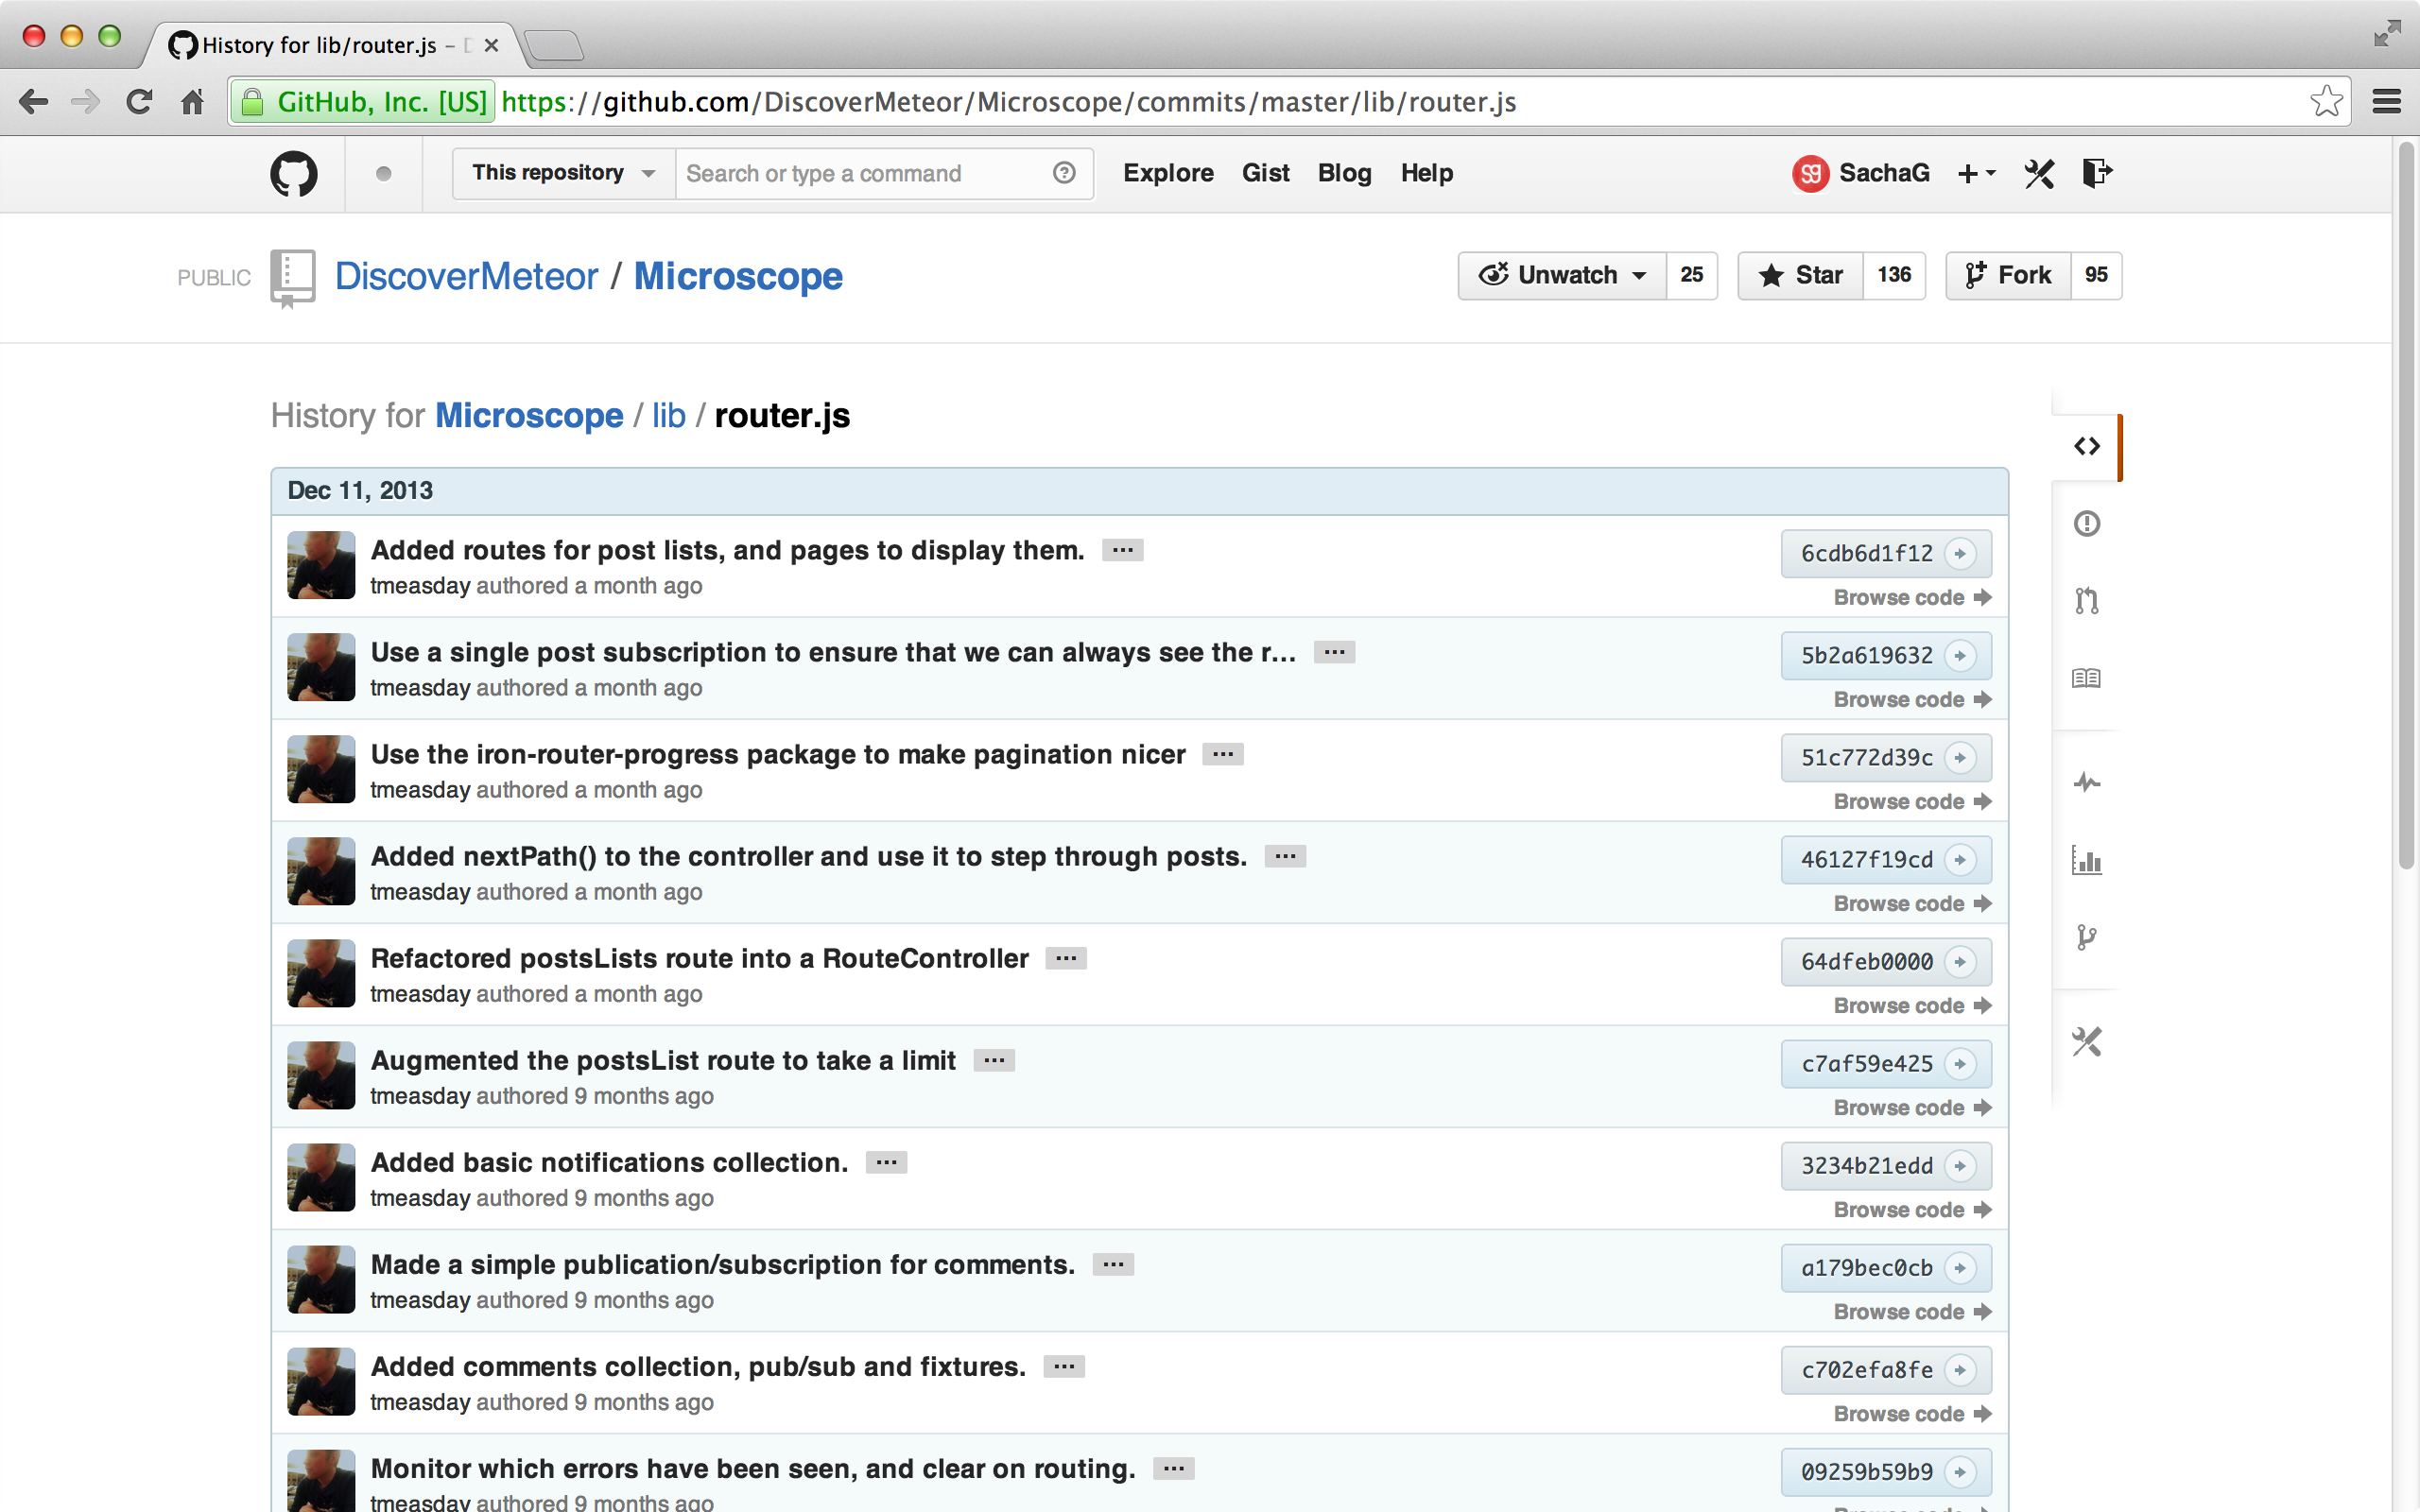 History for lib/router.js –
GitHub, Inc. [US] https://github.com/DiscoverMeteor/Microscope/commits/master/lib/router.js
This repository Search or type a command Explore Gist Blog Help SachaG
PUBLIC DiscoverMeteor / Microscope Unwatch 25 Star 136 Fork 95
History for Microscope / lib / router.js
Dec 11, 2013
Added routes for post lists, and pages to display them. ... 6cdb6d1f12
tmeasday authored a month ago Browse code
Use a single post subscription to ensure that we can always see the r... ... 5b2a619632
tmeasday authored a month ago Browse code
Use the iron-router-progress package to make pagination nicer ... 51c772d39c
tmeasday authored a month ago Browse code
Added nextPath() to the controller and use it to step through posts. ... 46127f19cd
tmeasday authored a month ago Browse code
Refactored postsLists route into a RouteController ... 64dfeb0000
tmeasday authored a month ago Browse code
Augmented the postsList route to take a limit ... c7af59e425
tmeasday authored 9 months ago Browse code
Added basic notifications collection. ... 3234b21edd
tmeasday authored 9 months ago Browse code
Made a simple publication/subscription for comments. ... a179bec0cb
tmeasday authored 9 months ago Browse code
Added comments collection, pub/sub and fixtures. ... c702efa8fe
tmeasday authored 9 months ago Browse code
Monitor which errors have been seen, and clear on routing. ... 09259b59b9
tmeasday authored 9 months ago